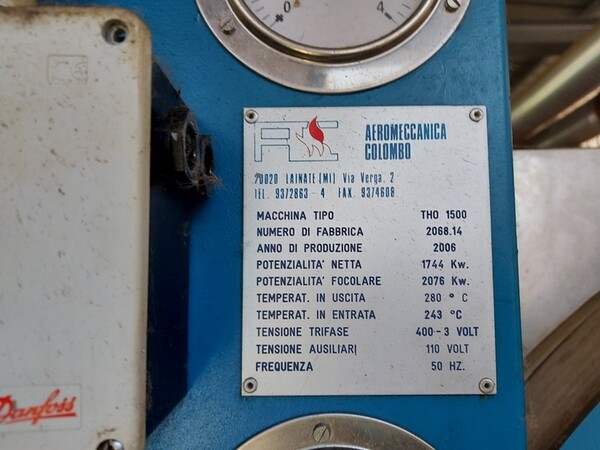 0 4
AEROMECCANICA
COLOMBO
20020 LAINATE (MI) Via Verga. 2
TEL. 9372863 - 4 FAX. 9374608
MACCHINA TIPO THO 1500
NUMERO DI FABBRICA 2068.14
ANNO DI PRODUZIONE 2006
POTENZIALITA' NETTA 1744 Kw.
POTENZIALITA' FOCOLARE 2076 Kw.
TEMPERAT. IN USCITA 280 ° C
TEMPERAT. IN ENTRATA 243 °C
TENSIONE TRIFASE 400-3 VOLT
TENSIONE AUSILIARI 110 VOLT
FREQUENZA 50 HZ.
Danfoss